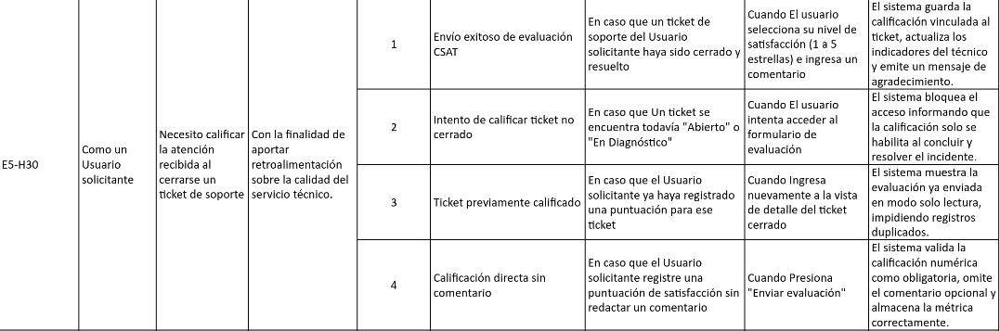 E5-H30
Como un
Usuario
solicitante
Necesito calificar
la atención
recibida al
cerrarse un
ticket de soporte
Con la finalidad de
aportar
retroalimentación
sobre la calidad del
servicio técnico.
1
Envío exitoso de evaluación
CSAT
En caso que un ticket de
soporte del Usuario
solicitante haya sido cerrado y
resuelto
Cuando El usuario
selecciona su nivel de
satisfacción (1 a 5
estrellas) e ingresa un
comentario
El sistema guarda la
calificación vinculada al
ticket, actualiza los
indicadores del técnico
y emite un mensaje de
agradecimiento.
2
Intento de calificar ticket no
cerrado
En caso que Un ticket se
encuentra todavía "Abierto" o
"En Diagnóstico"
Cuando El usuario
intenta acceder al
formulario de
evaluación
El sistema bloquea el
acceso informando que
la calificación solo se
habilita al concluir y
resolver el incidente.
3
Ticket previamente calificado
En caso que el Usuario
solicitante ya haya registrado
una puntuación para ese
ticket
Cuando Ingresa
nuevamente a la vista
de detalle del ticket
cerrado
El sistema muestra la
evaluación ya enviada
en modo solo lectura,
impidiendo registros
duplicados.
4
Calificación directa sin
comentario
En caso que el Usuario
solicitante registre una
puntuación de satisfacción sin
redactar un comentario
Cuando Presiona
"Enviar evaluación"
El sistema valida la
calificación numérica
como obligatoria, omite
el comentario opcional y
almacena la métrica
correctamente.